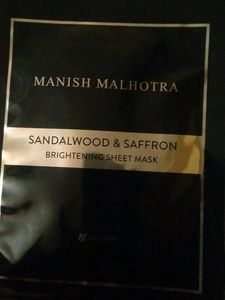 MANISH MALHOTRA
SANDALWOOD & SAFFRON
BRIGHTENING SHEET MASK